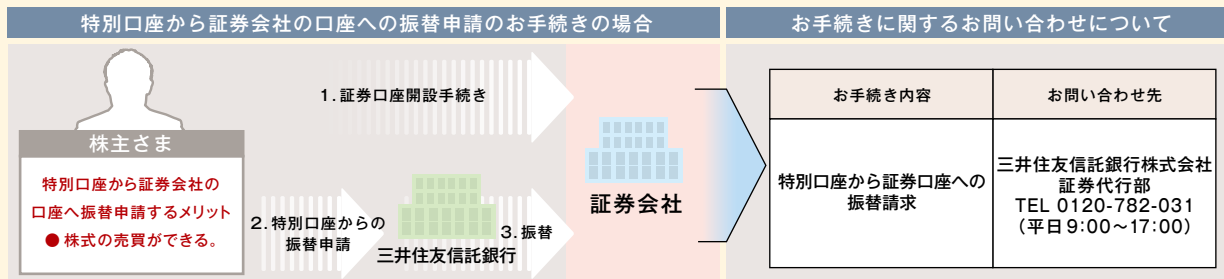 特別口座から証券会社の口座への振替申請のお手続きの場合
お手続きに関するお問い合わせについて
株主さま
特別口座から証券会社の
口座へ振替申請するメリット
● 株式の売買ができる。
1.証券口座開設手続き
2.特別口座からの
振替申請
三井住友信託銀行
3.振替
証券会社
お手続き内容
お問い合わせ先
特別口座から証券口座への
振替請求
三井住友信託銀行株式会社
証券代行部
TEL 0120-782-031
（平日9:00～17:00）